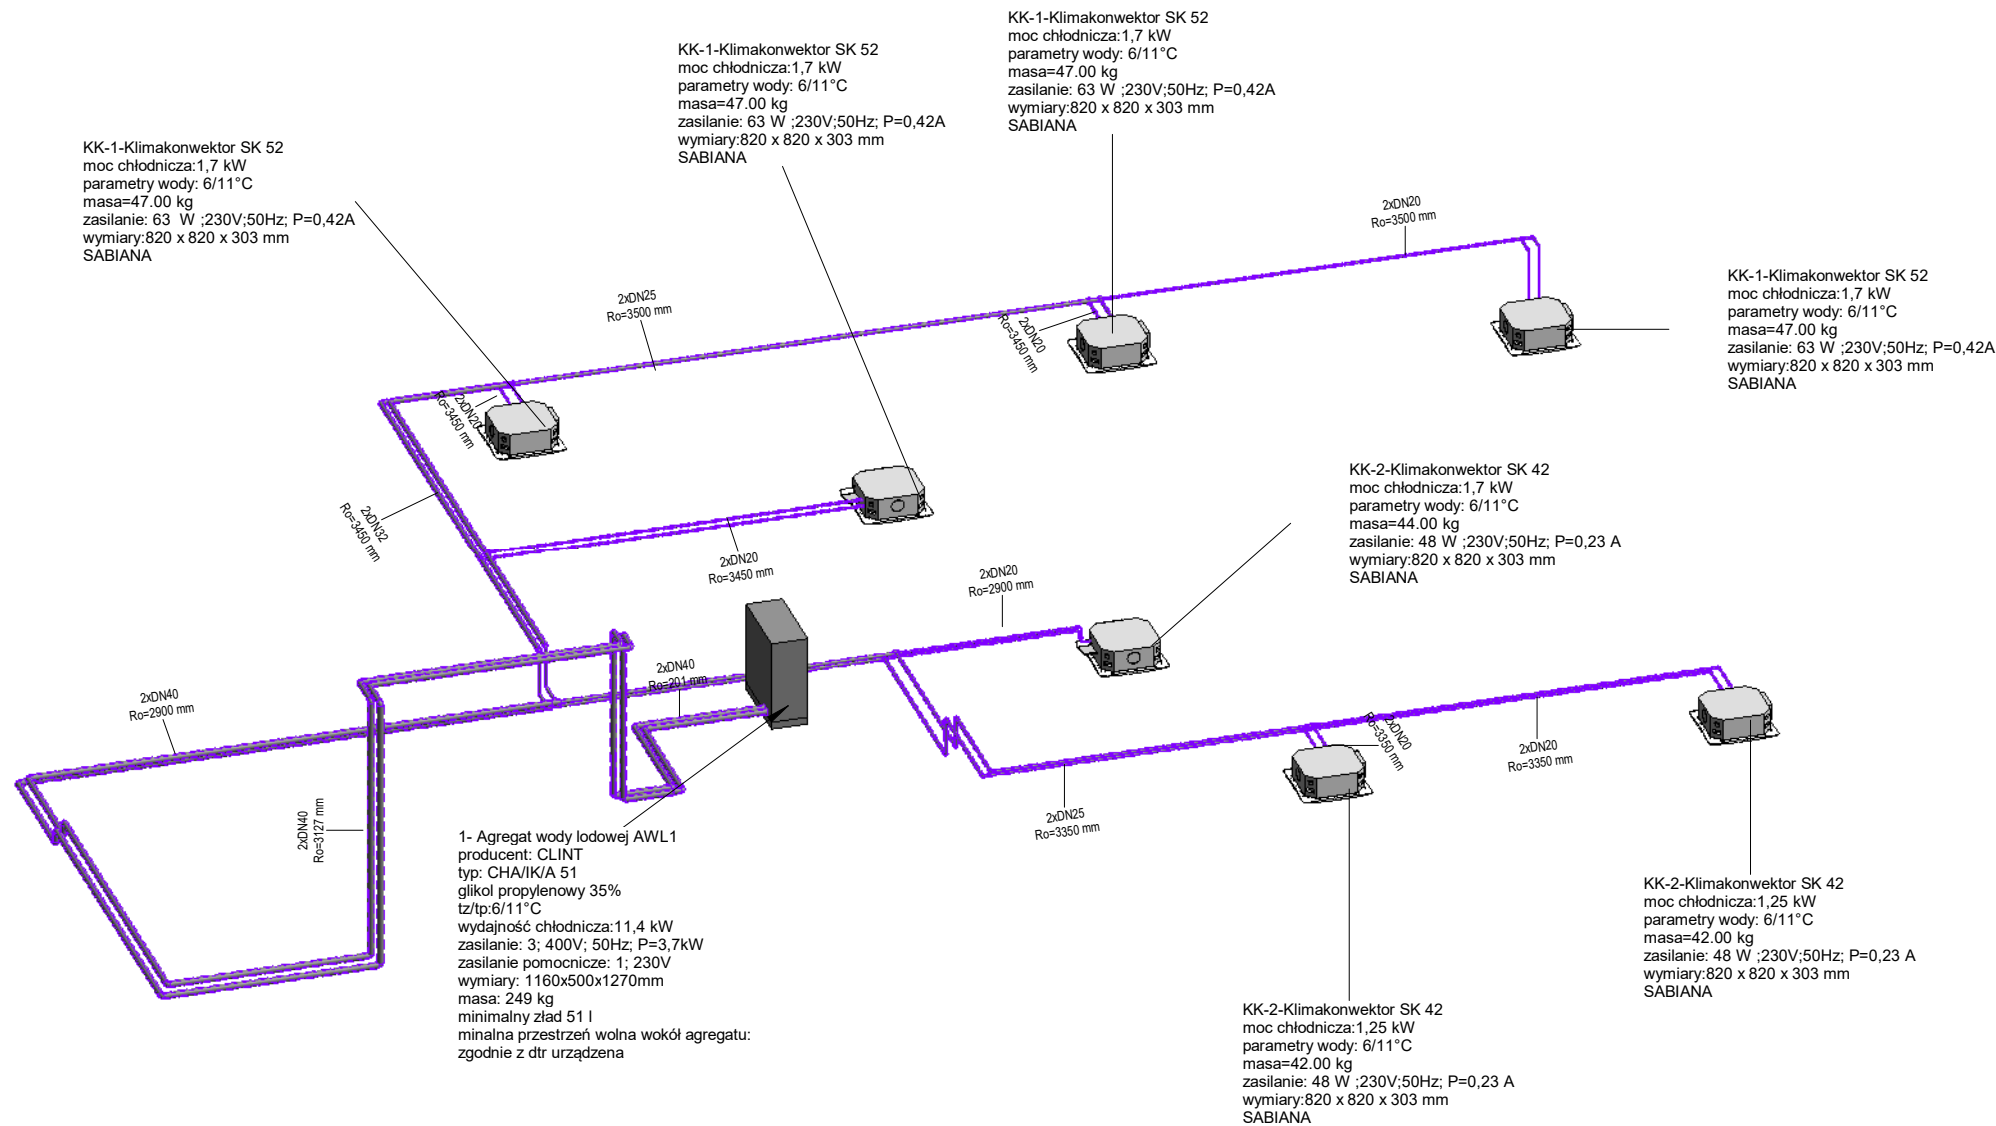 KK-1-Klimakonwektor SK 52
moc chłodnicza:1,7 kW
parametry wody: 6/11°C
masa=47.00 kg
zasilanie: 63 W ;230V;50Hz; P=0,42A
wymiary:820 x 820 x 303 mm
SABIANA
KK-1-Klimakonwektor SK 52
moc chłodnicza:1,7 kW
parametry wody: 6/11°C
masa=47.00 kg
zasilanie: 63 W ;230V;50Hz; P=0,42A
wymiary:820 x 820 x 303 mm
SABIANA
KK-1-Klimakonwektor SK 52
moc chłodnicza:1,7 kW
parametry wody: 6/11°C
masa=47.00 kg
zasilanie: 63 W ;230V;50Hz; P=0,42A
wymiary:820 x 820 x 303 mm
SABIANA
2xDN20
Ro=3500 mm
KK-1-Klimakonwektor SK 52
moc chłodnicza:1,7 kW
parametry wody: 6/11°C
masa=47.00 kg
zasilanie: 63 W ;230V;50Hz; P=0,42A
wymiary:820 x 820 x 303 mm
SABIANA
2xDN25
Ro=3500 mm
2xDN20
Ro=3450 mm
2xDN20
Ro=3450 mm
2xDN32
Ro=3450 mm
2xDN20
Ro=3450 mm
KK-2-Klimakonwektor SK 42
moc chłodnicza:1,7 kW
parametry wody: 6/11°C
masa=44.00 kg
zasilanie: 48 W ;230V;50Hz; P=0,23 A
wymiary:820 x 820 x 303 mm
SABIANA
2xDN20
Ro=2900 mm
2xDN40
Ro=201 mm
2xDN40
Ro=2900 mm
2xDN40
Ro=3127 mm
2xDN20
Ro=3350 mm
2xDN20
Ro=3350 mm
2xDN25
Ro=3350 mm
1- Agregat wody lodowej AWL1
producent: CLINT
typ: CHA/IK/A 51
glikol propylenowy 35%
tz/tp:6/11°C
wydajność chłodnicza:11,4 kW
zasilanie: 3; 400V; 50Hz; P=3,7kW
zasilanie pomocnicze: 1; 230V
wymiary: 1160x500x1270mm
masa: 249 kg
minimalny zład 51 l
minalna przestrzeń wolna wokół agregatu:
zgodnie z dtr urządzena
KK-2-Klimakonwektor SK 42
moc chłodnicza:1,25 kW
parametry wody: 6/11°C
masa=42.00 kg
zasilanie: 48 W ;230V;50Hz; P=0,23 A
wymiary:820 x 820 x 303 mm
SABIANA
KK-2-Klimakonwektor SK 42
moc chłodnicza:1,25 kW
parametry wody: 6/11°C
masa=42.00 kg
zasilanie: 48 W ;230V;50Hz; P=0,23 A
wymiary:820 x 820 x 303 mm
SABIANA